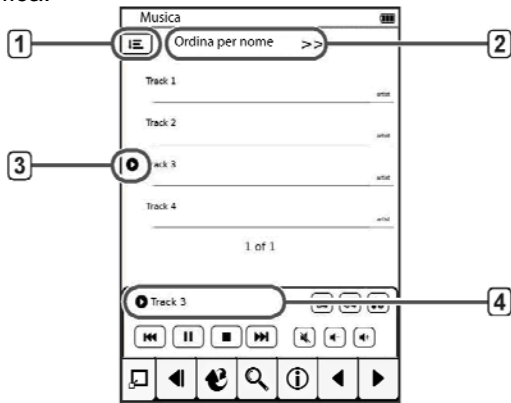 Musica
1
Ordina per nome >>
2
Track 1
artist
Track 2
artist
3
ack 3
artist
Track 4
artist
1 of 1
Track 3
4